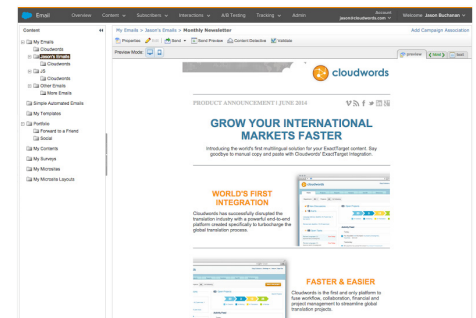 Email Overview Content Subscribers Interactions A/B Testing Tracking Admin Account jason@cloudwords.com Welcome Jason Buchanan
Content
My Emails > Jason's Emails > Monthly Newsletter
Add Campaign Association
Properties Edit Send Send Preview Content Detective Validate
Preview Mode:
preview html text
My Emails
Cloudwords
Jason's Emails
Cloudwords
JS
Cloudwords
Other Emails
More Emails
Simple Automated Emails
My Templates
Portfolio
Forward to a Friend
Social
My Contents
My Surveys
My Microsites
My Microsite Layouts
cloudwords
PRODUCT ANNOUNCEMENT | JUNE 2014
GROW YOUR INTERNATIONAL
MARKETS FASTER
Introducing the world's first multilingual solution for your ExactTarget content. Say
goodbye to manual copy and paste with Cloudwords' ExactTarget Integration.
WORLD'S FIRST
INTEGRATION
Cloudwords has successfully disrupted the
translation industry with a powerful end-to-end
platform created specifically to turbocharge the
global translation process.
cloudwords
FASTER & EASIER
Cloudwords is the first and only platform to
fuse workflow, collaboration, financial and
project management to streamline global
translation projects.